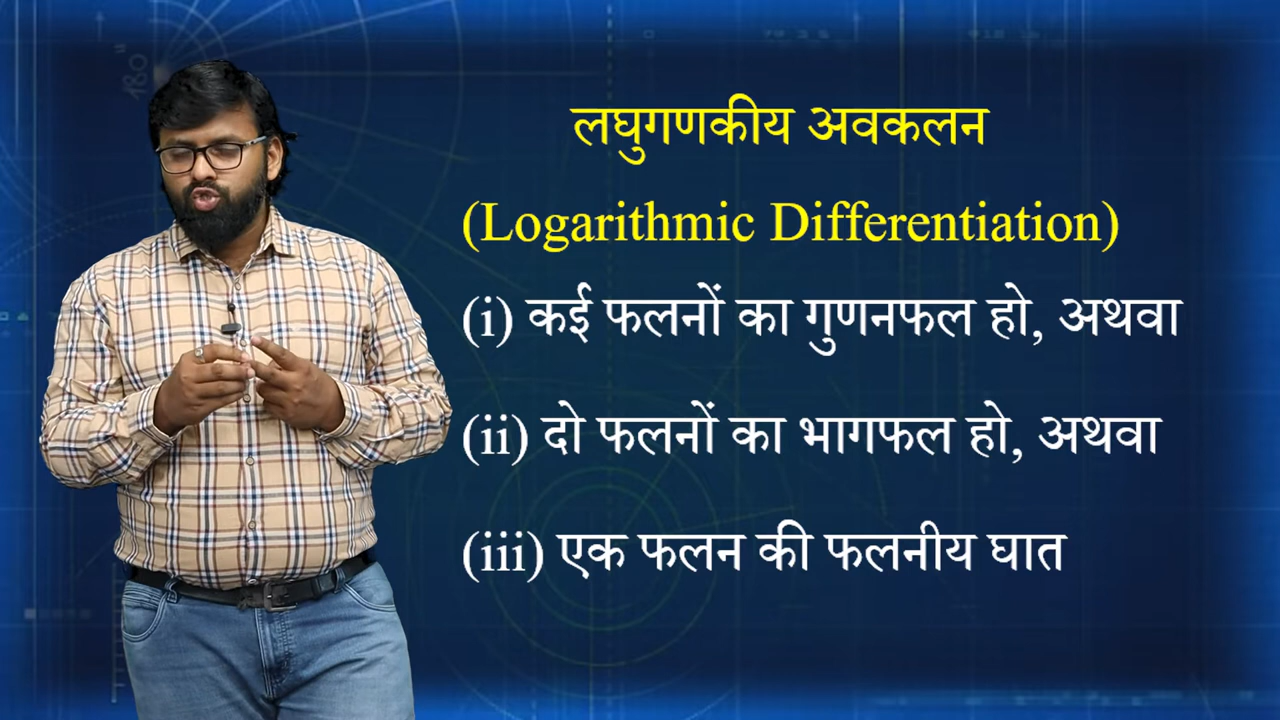 लघुगणकीय अवकलन
(Logarithmic Differentiation)
(i) कई फलनों का गुणनफल हो, अथवा
(ii) दो फलनों का भागफल हो, अथवा
(iii) एक फलन की फलनीय घात